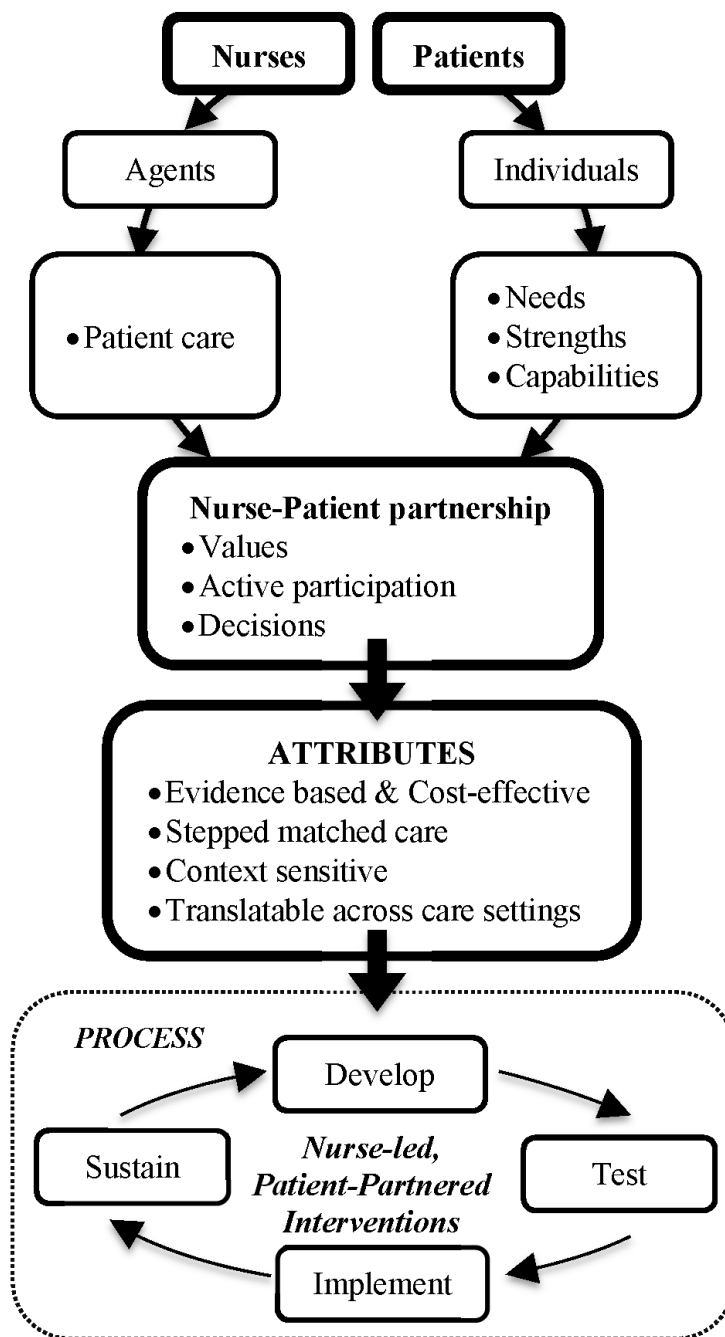 Nurses
Patients
Agents
Individuals
• Patient care
• Needs
• Strengths
• Capabilities
Nurse-Patient partnership
• Values
• Active participation
• Decisions
ATTRIBUTES
• Evidence based & Cost-effective
• Stepped matched care
• Context sensitive
• Translatable across care settings
PROCESS
Develop
Sustain
Nurse-led,
Patient-Partnered
Interventions
Test
Implement